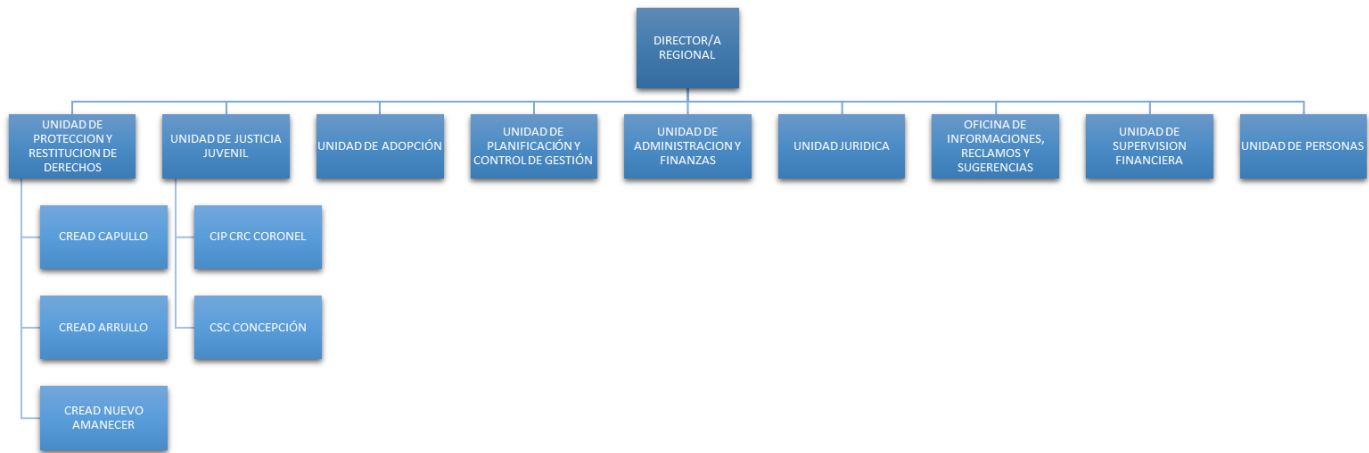 DIRECTOR/A
REGIONAL
UNIDAD DE
PROTECCION Y
RESTITUCION DE
DERECHOS
UNIDAD DE JUSTICIA
JUVENIL
UNIDAD DE ADOPCIÓN
UNIDAD DE
PLANIFICACIÓN Y
CONTROL DE GESTIÓN
UNIDAD DE
ADMINISTRACION Y
FINANZAS
UNIDAD JURIDICA
OFICINA DE
INFORMACIONES,
RECLAMOS Y
SUGERENCIAS
UNIDAD DE
SUPERVISION
FINANCIERA
UNIDAD DE PERSONAS
CREAD CAPULLO
CREAD ARRULLO
CREAD NUEVO
AMANECER
CIP CRC CORONEL
CSC CONCEPCIÓN